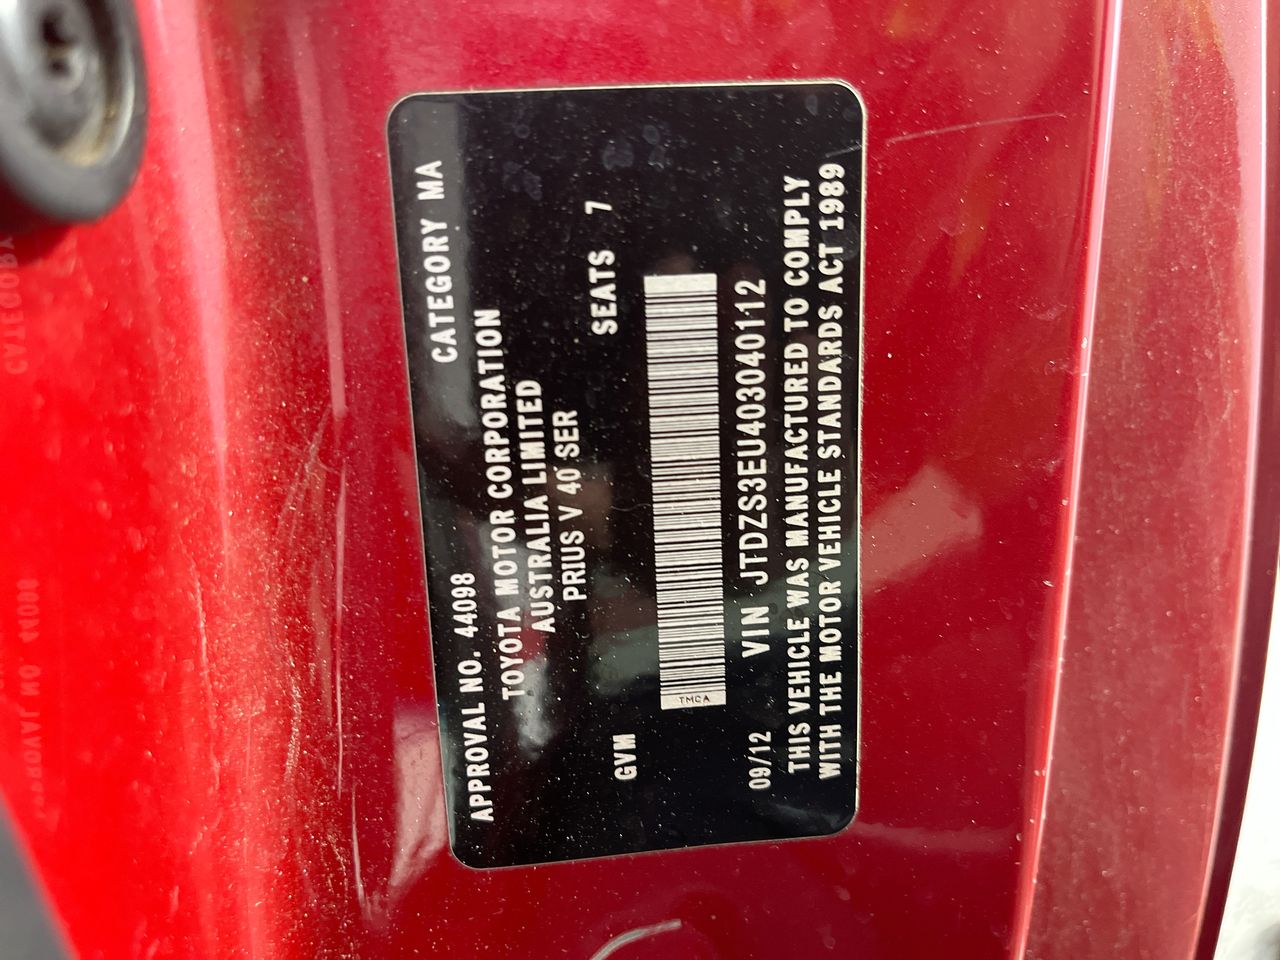 APPROVAL NO. 44098 CATEGORY MA
TOYOTA MOTOR CORPORATION
AUSTRALIA LIMITED
PRIUS V 40 SER
GVM SEATS 7
TMCA
09/12 VIN JTDZS3EU403040112
THIS VEHICLE WAS MANUFACTURED TO COMPLY
WITH THE MOTOR VEHICLE STANDARDS ACT 1989